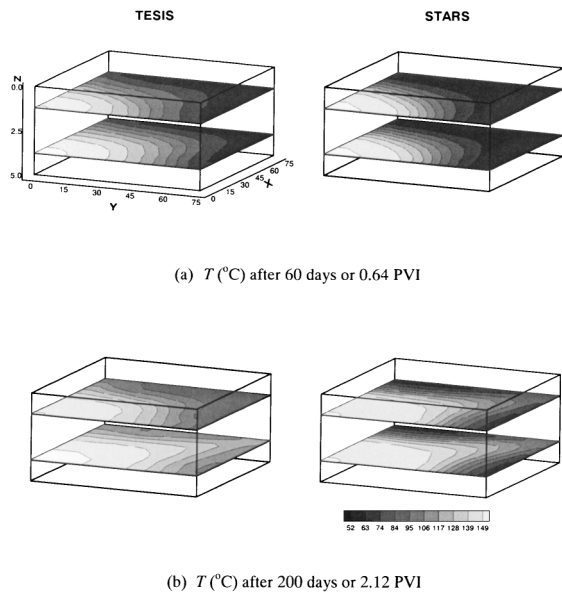 TESIS
STARS
N
0.0
2.5
5.0
0 15 30 45 60 75
Y
0 15 30 45 60 75
X
(a) T (°C) after 60 days or 0.64 PVI
52 63 74 84 95 106 117 128 139 149
(b) T (°C) after 200 days or 2.12 PVI